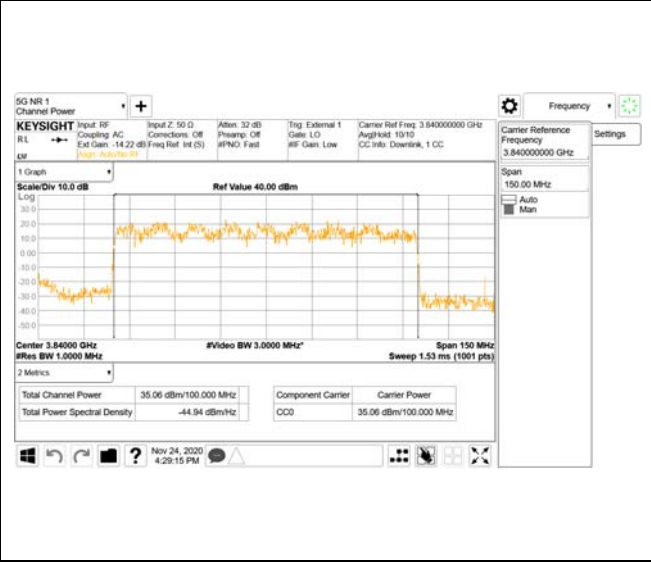 5G NR 1
Channel Power
KEYSIGHT
R L
Input: RF
Coupling: AC
Ext Gain: -14.22 dB
Align: Auto/No RF
Input Z: 50 Ω
Corrections: Off
Freq Ref: Int (S)
Atten: 32 dB
Preamp: Off
#PNO: Fast
Trig: External 1
Gate: LO
#IF Gain: Low
Carrier Ref Freq: 3.840000000 GHz
Avg|Hold: 10/10
CC Info: Downlink, 1 CC
1 Graph
Scale/Div 10.0 dB
Ref Value 40.00 dBm
Log
30.0
20.0
10.0
0.00
-10.0
-20.0
-30.0
-40.0
-50.0
Center 3.84000 GHz
#Video BW 3.0000 MHz*
Span 150 MHz
#Res BW 1.0000 MHz
Sweep 1.53 ms (1001 pts)
2 Metrics
Total Channel Power 35.06 dBm/100.000 MHz
Total Power Spectral Density -44.94 dBm/Hz
Component Carrier Carrier Power
CC0 35.06 dBm/100.000 MHz
?
Nov 24, 2020
4:29:15 PM
Frequency
Settings
Carrier Reference
Frequency
3.840000000 GHz
Span
150.00 MHz
Auto
Man